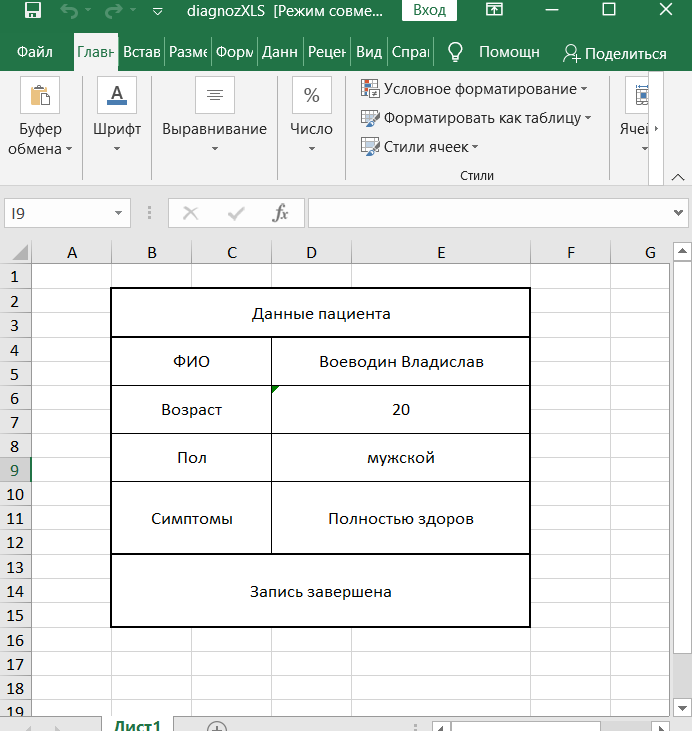 diagnozXLS [Режим совме...
Вход
Файл Главн Встав Разме Форм Данн Рецен Вид Справ Помощн Поделиться
Буфер обмена
Шрифт
Выравнивание
%
Число
Условное форматирование
Форматировать как таблицу
Стили ячеек
Стили
Ячей
I9
fx
A B C D E F G
1
2
3
4
5
6
7
8
9
10
11
12
13
14
15
16
17
18
19
Данные пациента
ФИО Воеводин Владислав
Возраст 20
Пол мужской
Симптомы Полностью здоров
Запись завершена
Лист1